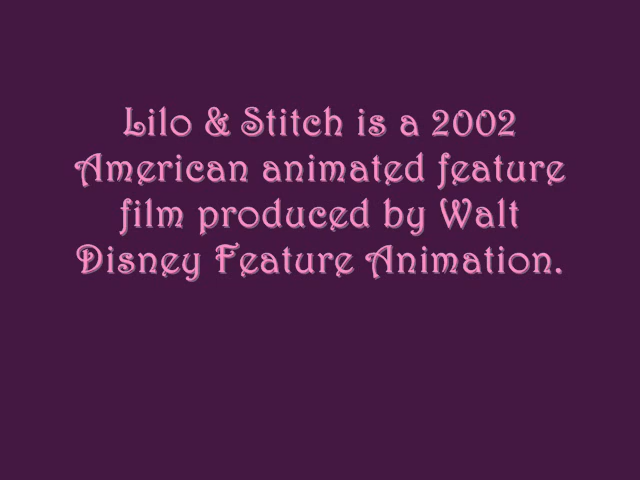 Lilo & Stitch is a 2002
American animated feature
film produced by Walt
Disney Feature Animation.